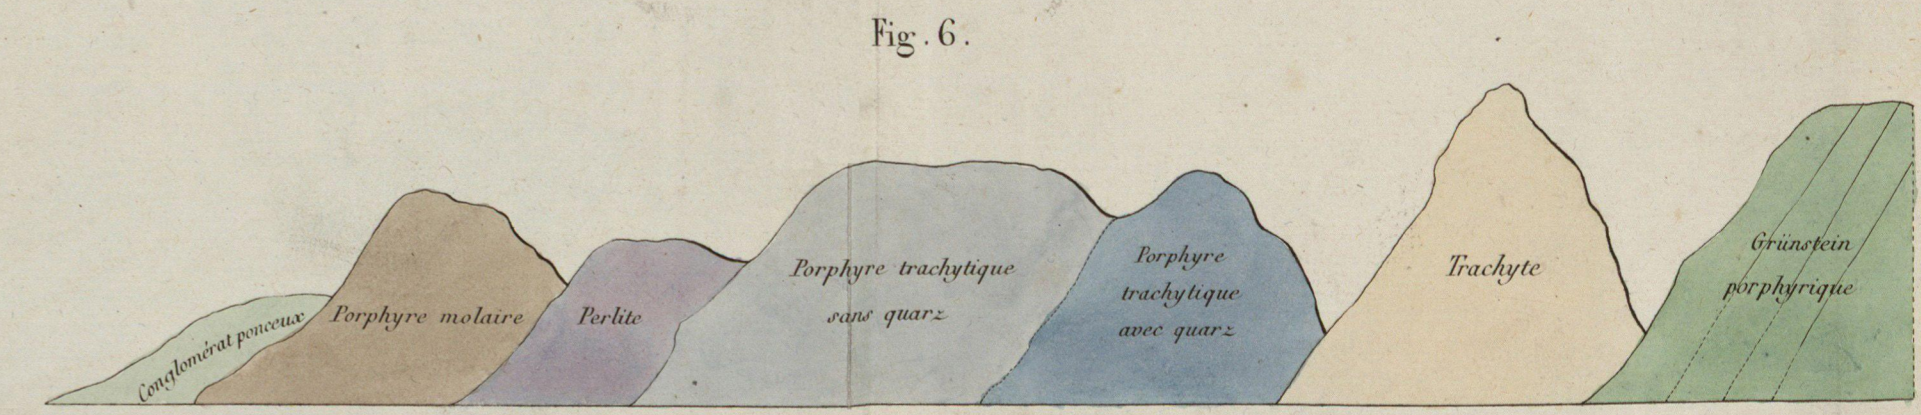 Fig. 6.
Conglomérat ponceux
Porphyre molaire
Perlite
Porphyre trachytique
sans quarz
Porphyre
trachytique
avec quarz
Trachyte
Grünstein
porphyrique